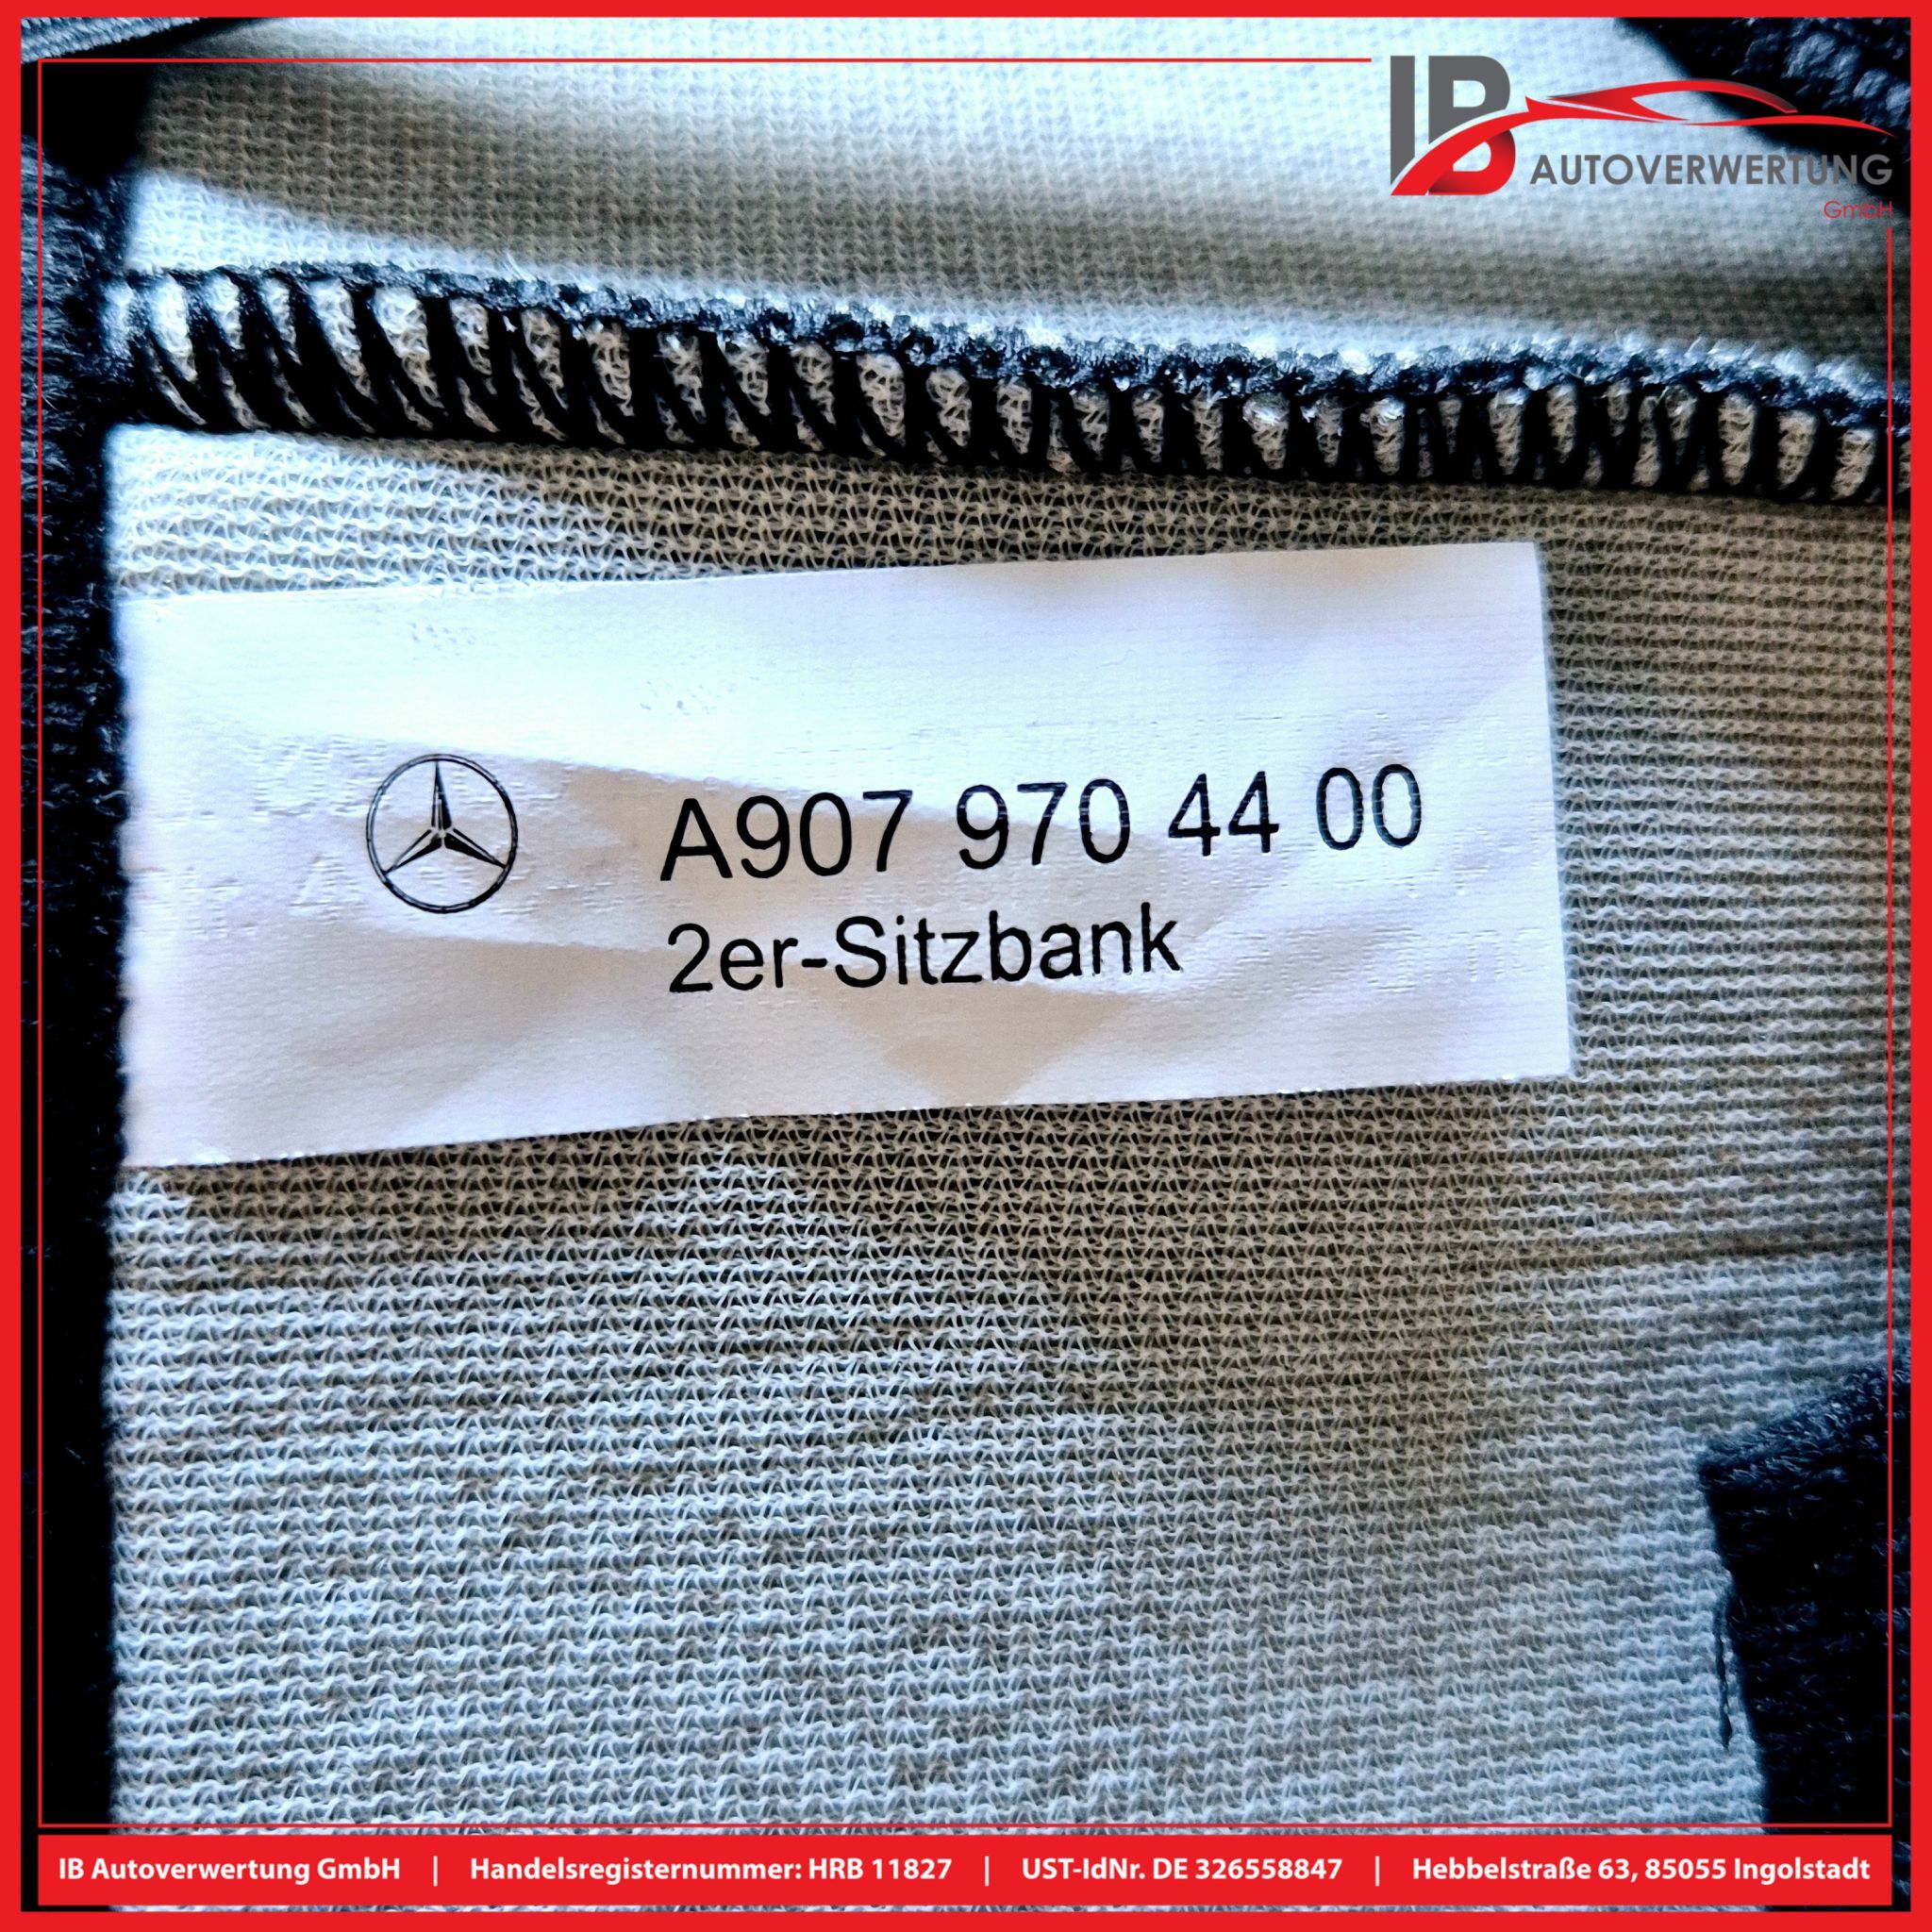 IB
AUTOVERWERTUNG
GmbH
A907 970 44 00
2er-Sitzbank
IB Autoverwertung GmbH | Handelsregisternummer: HRB 11827 | UST-IdNr. DE 326558847 | Hebbelstraße 63, 85055 Ingolstadt